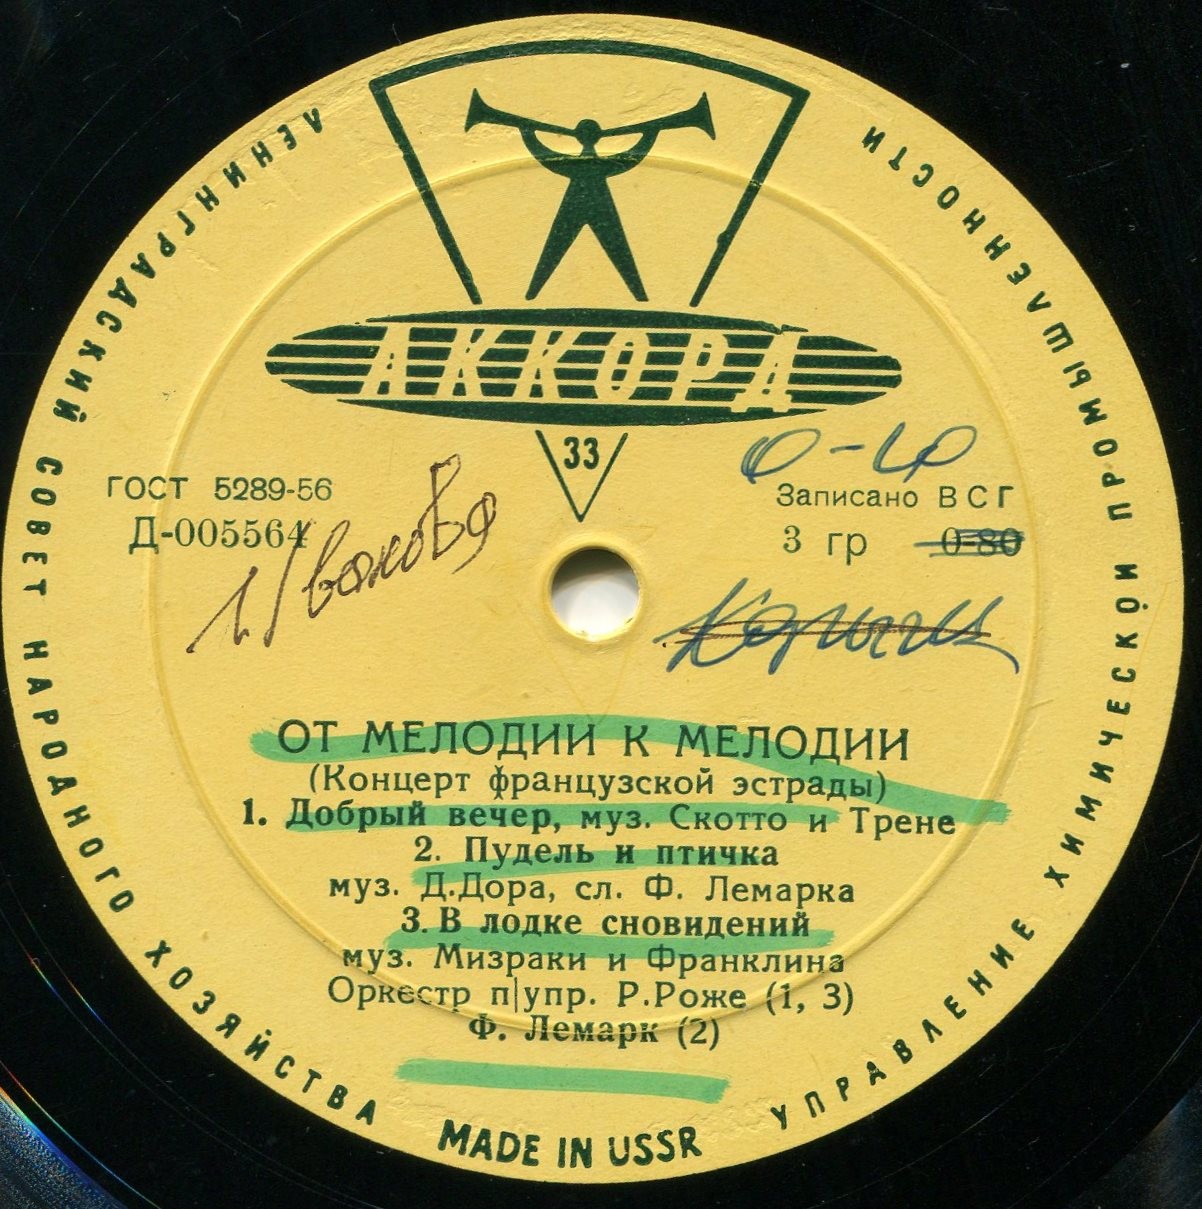 ЛЕНИНГРАДСКИЙ СОВЕТ НАРОДНОГО ХОЗЯЙСТВА
УПРАВЛЕНИЕ ХИМИЧЕСКОЙ ПРОМЫШЛЕННОСТИ
АККОРД
33
0-40
ГОСТ 5289-56
Записано ВСГ
Д-005564
3 гр 0-80
Иванова
ОТ МЕЛОДИИ К МЕЛОДИИ
(Концерт французской эстрады)
1. Добрый вечер, муз. Скотто и Трене
2. Пудель и птичка
муз. Д.Дора, сл. Ф. Лемарка
3. В лодке сновидений
муз. Мизраки и Франклина
Оркестр п|упр. Р.Роже (1, 3)
Ф. Лемарк (2)
MADE IN USSR